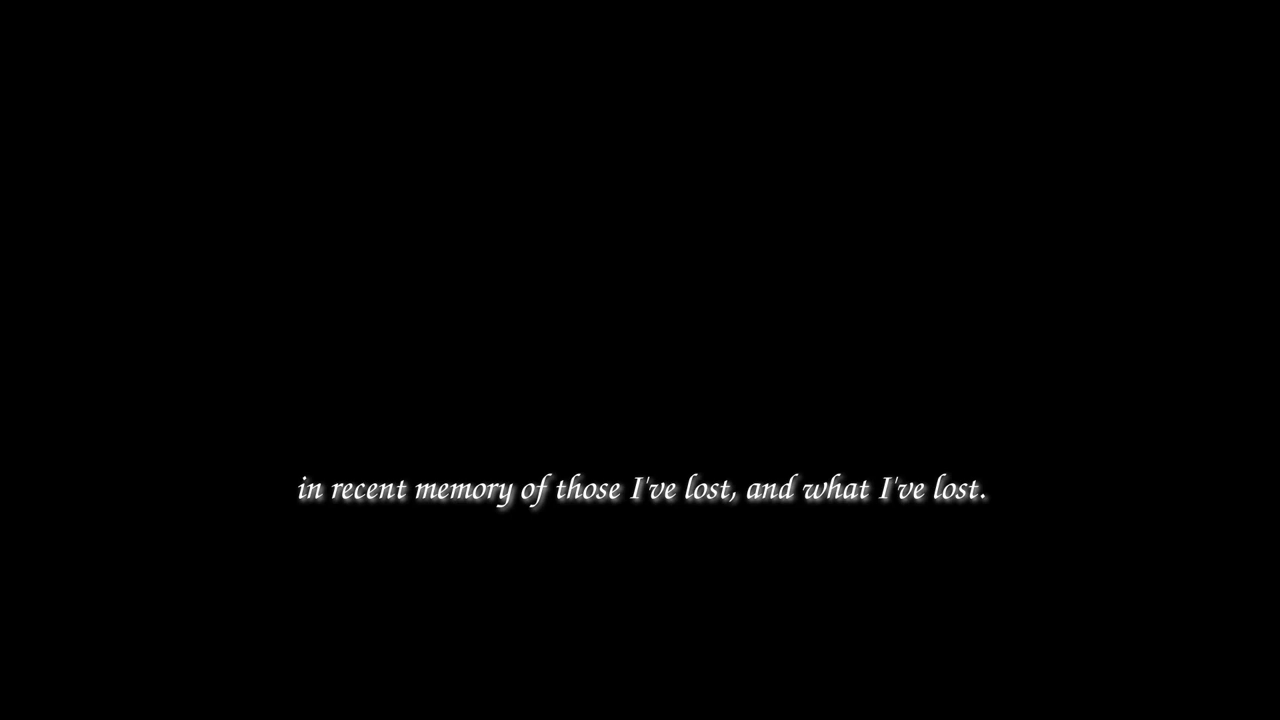 in recent memory of those I've lost, and what I've lost.